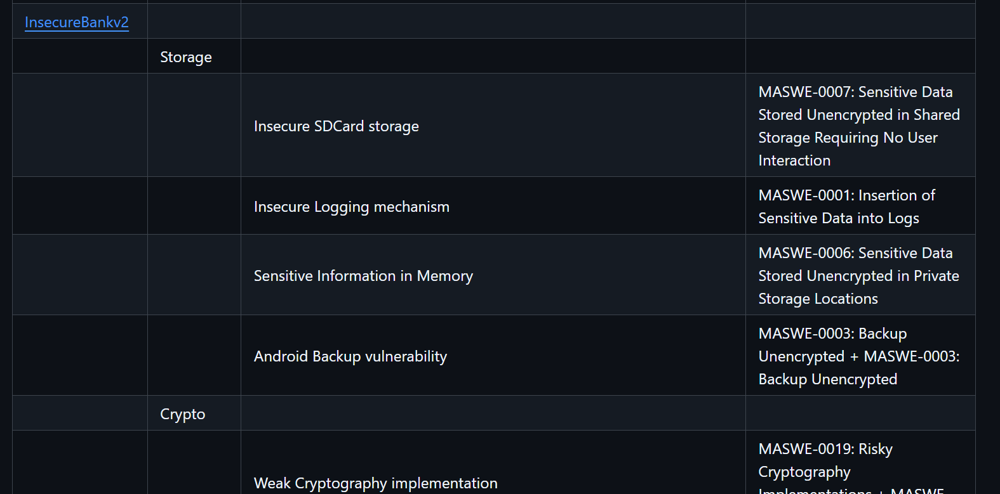 InsecureBankv2
Storage
Insecure SDCard storage
MASWE-0007: Sensitive Data
Stored Unencrypted in Shared
Storage Requiring No User
Interaction
Insecure Logging mechanism
MASWE-0001: Insertion of
Sensitive Data into Logs
Sensitive Information in Memory
MASWE-0006: Sensitive Data
Stored Unencrypted in Private
Storage Locations
Android Backup vulnerability
MASWE-0003: Backup
Unencrypted + MASWE-0003:
Backup Unencrypted
Crypto
Weak Cryptography implementation
MASWE-0019: Risky
Cryptography
Implementations + MASWE-